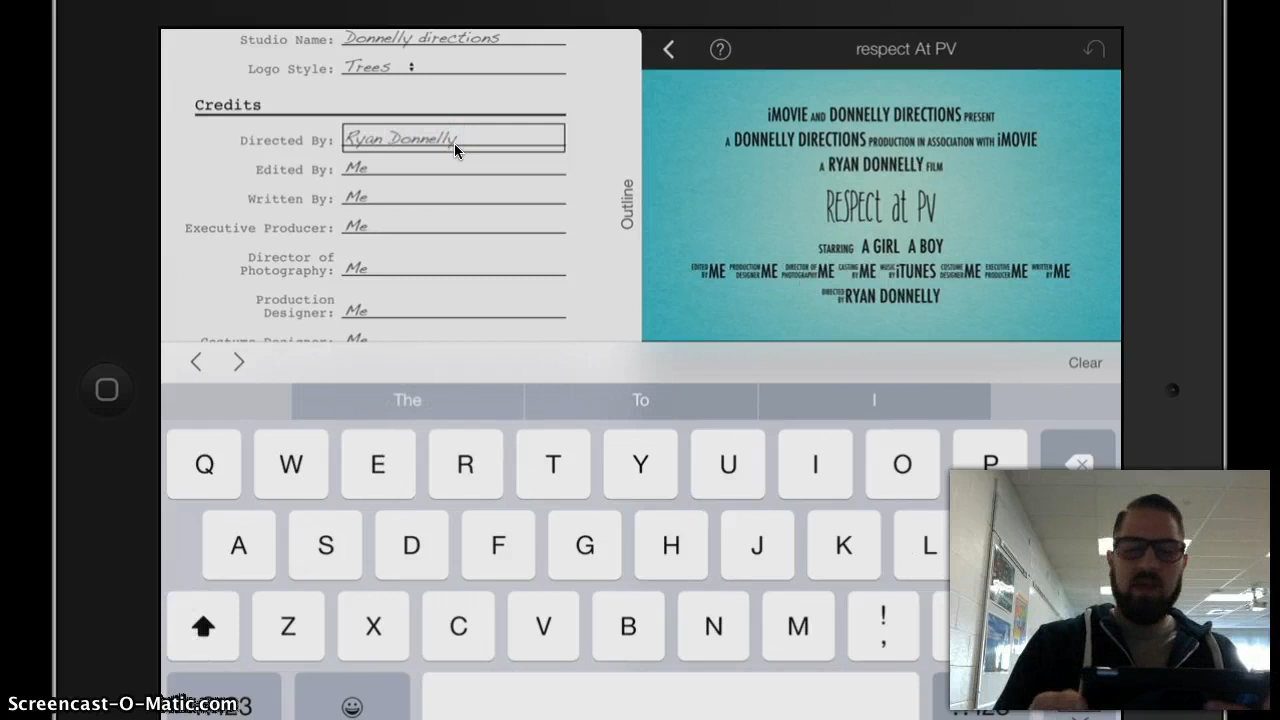 Studio Name: Donnelly directions
Logo Style: Trees
Credits
Directed By: Ryan Donnelly
Edited By: Me
Written By: Me
Executive Producer: Me
Director of
Photography: Me
Production
Designer: Me
Costume Designer: Me
Outline
respect At PV
iMOVIE AND DONNELLY DIRECTIONS PRESENT
A DONNELLY DIRECTIONS PRODUCTION IN ASSOCIATION WITH iMOVIE
A RYAN DONNELLY FILM
RESPECT at PV
STARRING A GIRL A BOY
EDITED BY ME PRODUCTION DESIGNER ME DIRECTOR OF PHOTOGRAPHY ME CASTING BY ME MUSIC BY iTUNES COSTUME DESIGNER ME EXECUTIVE PRODUCER ME WRITTEN BY ME
DIRECTED BY RYAN DONNELLY
Clear
The To I
Q W E R T Y U I O P
A S D F G H J K L
Z X C V B N M ! ,
Screencast-O-Matic.com